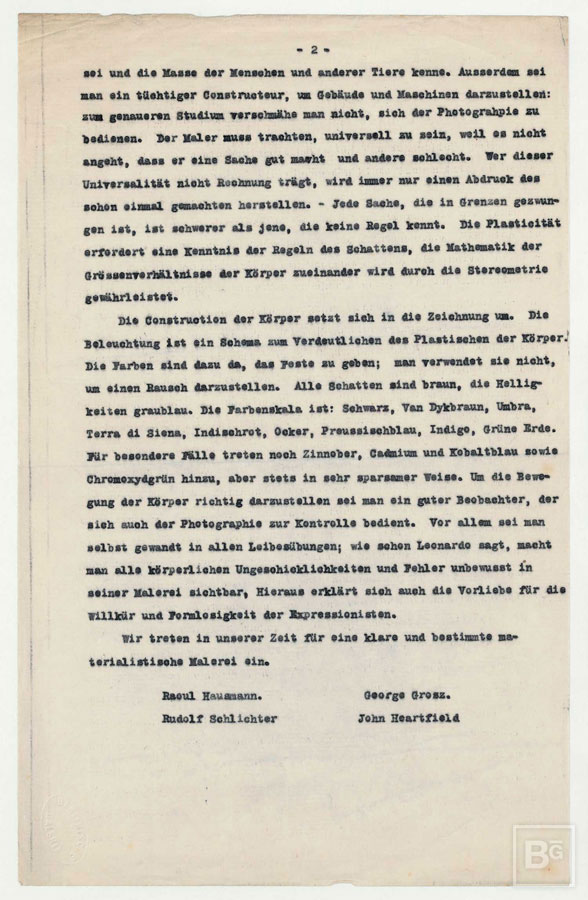 - 2 -
sei und die Masse der Menschen und anderer Tiere kenne. Ausserdem sei
man ein tüchtiger Constructeur, um Gebäude und Maschinen darzustellen:
zum genaueren Studium verschmähe man nicht, sich der Photograhpie zu
bedienen. Der Maler muss trachten, universell zu sein, weil es nicht
angeht, dass er eine Sache gut macht und andere schlecht. Wer dieser
Universalität nicht Rechnung trägt, wird immer nur einen Abdruck des
schon einmal gemachten herstellen. - Jede Sache, die in Grenzen gezwun-
gen ist, ist schwerer als jene, die keine Regel kennt. Die Plasticität
erfordert eine Kenntnis der Regeln des Schattens, die Mathematik der
Grössenverhältnisse der Körper zueinander wird durch die Stereometrie
gewährleistet.
Die Construction der Körper setzt sich in die Zeichnung um. Die
Beleuchtung ist ein Schema zum Verdeutlichen des Plastischen der Körper.
Die Farben sind dazu da, das Feste zu geben; man verwendet sie nicht,
um einen Rausch darzustellen. Alle Schatten sind braun, die Hellig-
keiten graublau. Die Farbenskala ist: Schwarz, Van Dykbraun, Umbra,
Terra di Siena, Indischrot, Ocker, Preussischblau, Indigo, Grüne Erde.
Für besondere Fälle treten noch Zinnober, Cadmium und Kobaltblau sowie
Chromoxydgrün hinzu, aber stets in sehr sparsamer Weise. Um die Bewe-
gung der Körper richtig darzustellen sei man ein guter Beobachter, der
sich auch der Photographie zur Kontrolle bedient. Vor allem sei man
selbst gewandt in allen Leibesübungen; wie schon Leonardo sagt, macht
man alle körperlichen Ungeschicklichkeiten und Fehler unbewusst in
seiner Malerei sichtbar, Hieraus erklärt sich auch die Vorliebe für die
Willkür und Formlosigkeit der Expressionisten.
Wir treten in unserer Zeit für eine klare und bestimmte ma-
terialistische Malerei ein.
Raoul Hausmann. George Grosz.
Rudolf Schlichter John Heartfield
BG